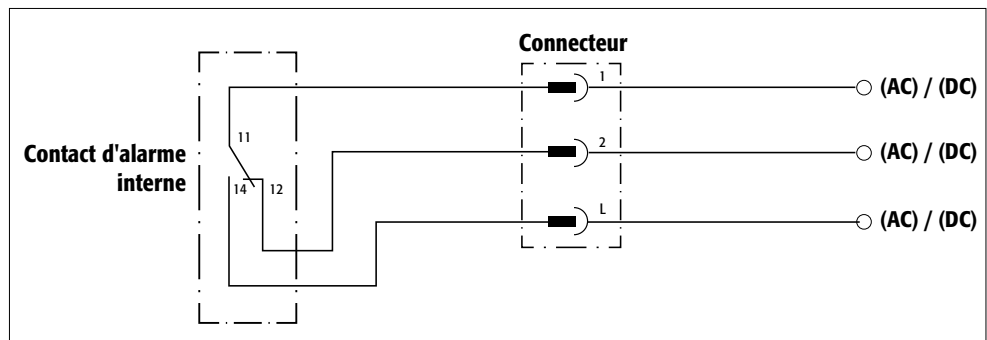 Connecteur
1
(AC) / (DC)
11
Contact d'alarme
interne
2
(AC) / (DC)
14
12
L
(AC) / (DC)